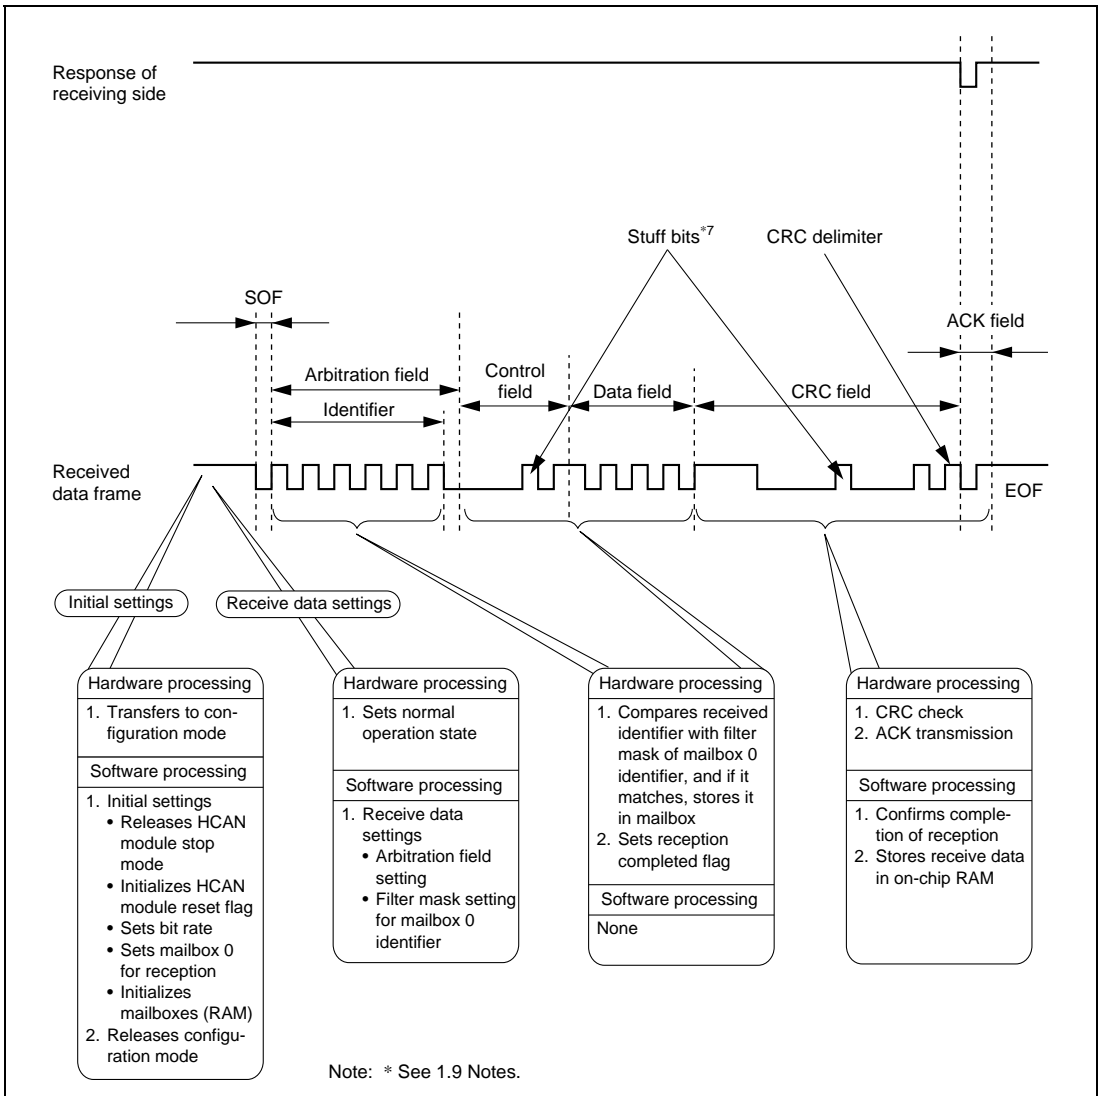 Response of
receiving side
Stuff bits*7
CRC delimiter
SOF
ACK field
Arbitration field
Control
field
Data field
CRC field
Identifier
Received
data frame
EOF
Initial settings
Receive data settings
Hardware processing
1. Transfers to con-
figuration mode
Software processing
1. Initial settings
• Releases HCAN
module stop
mode
• Initializes HCAN
module reset flag
• Sets bit rate
• Sets mailbox 0
for reception
• Initializes
mailboxes (RAM)
2. Releases configu-
ration mode
Hardware processing
1. Sets normal
operation state
Software processing
1. Receive data
settings
• Arbitration field
setting
• Filter mask setting
for mailbox 0
identifier
Hardware processing
1. Compares received
identifier with filter
mask of mailbox 0
identifier, and if it
matches, stores it
in mailbox
2. Sets reception
completed flag
Software processing
None
Hardware processing
1. CRC check
2. ACK transmission
Software processing
1. Confirms comple-
tion of reception
2. Stores receive data
in on-chip RAM
Note: * See 1.9 Notes.